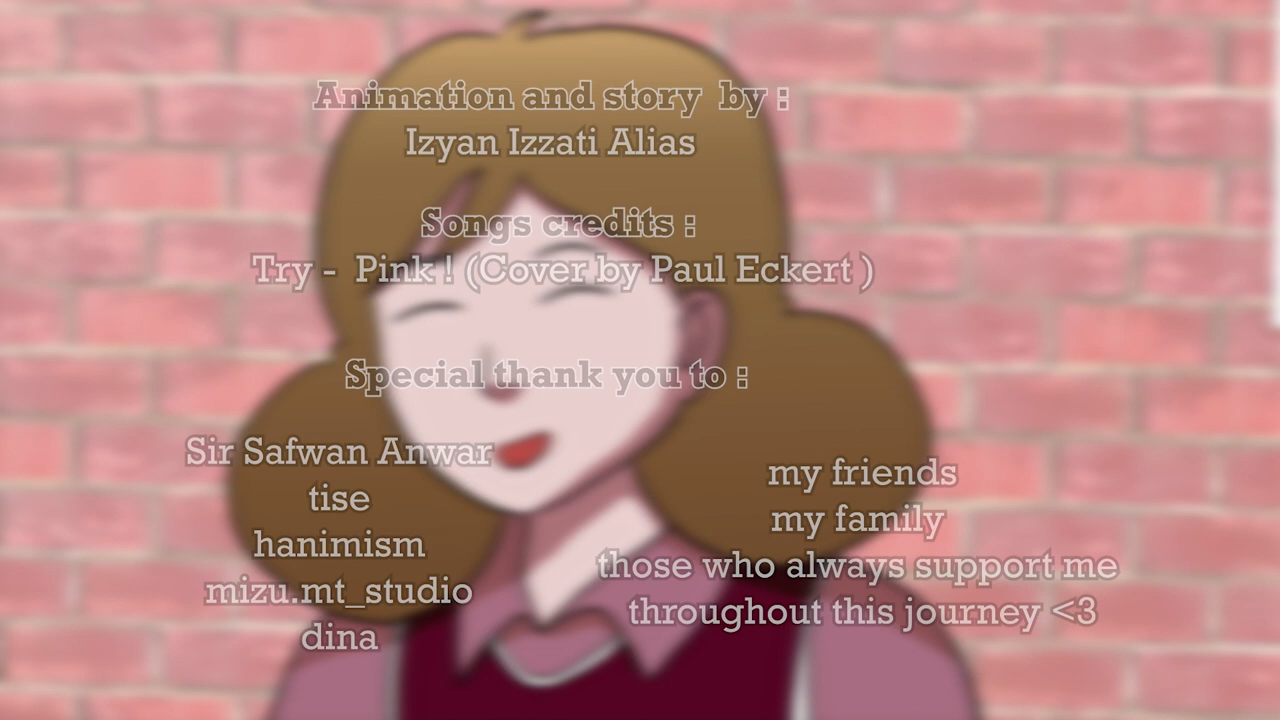 Animation and story by :
Izyan Izzati Alias
Songs credits :
Try - Pink ! (Cover by Paul Eckert )
Special thank you to :
Sir Safwan Anwar
tise
hanimism
mizu.mt_studio
dina
my friends
my family
those who always support me
throughout this journey <3